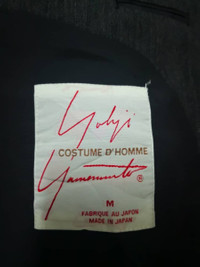 Yohji
COSTUME D'HOMME
Yamamoto ®
M
FABRIQUE AU JAPON
MADE IN JAPAN